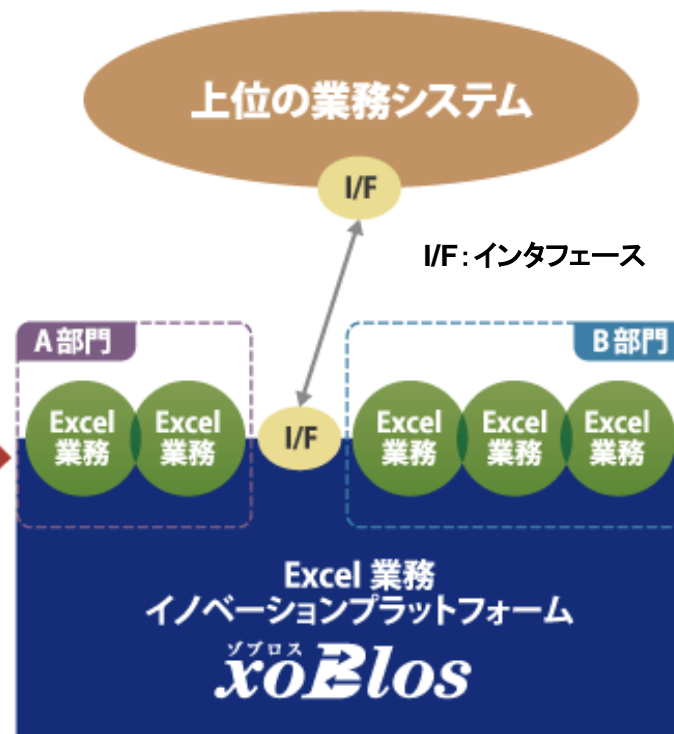 上位の業務システム
I/F
I/F：インタフェース
A部門
B部門
Excel
業務
Excel
業務
I/F
Excel
業務
Excel
業務
Excel
業務
Excel 業務
イノベーションプラットフォーム
ゾブロス
xoBlos